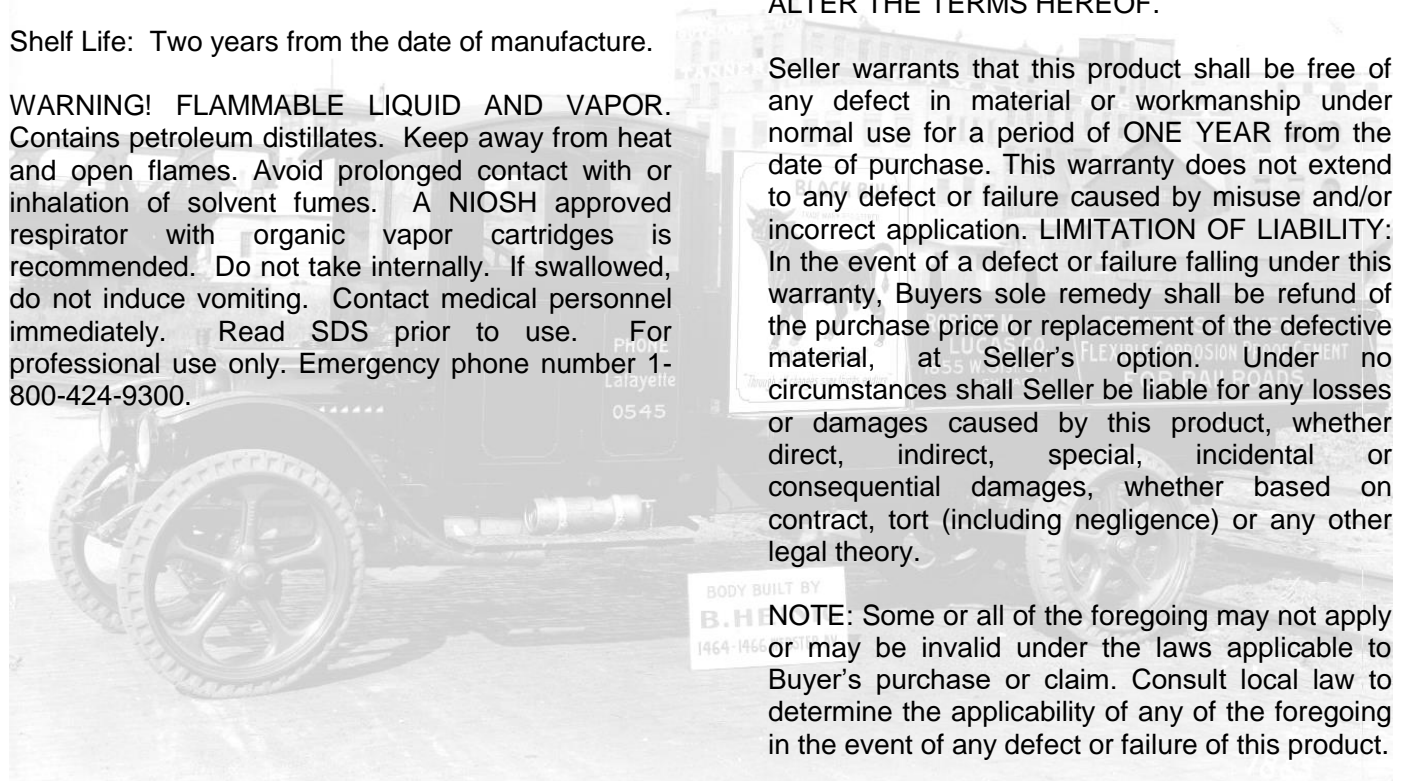 Shelf Life: Two years from the date of manufacture.
WARNING! FLAMMABLE LIQUID AND VAPOR.
Contains petroleum distillates. Keep away from heat
and open flames. Avoid prolonged contact with or
inhalation of solvent fumes. A NIOSH approved
respirator with organic vapor cartridges is
recommended. Do not take internally. If swallowed,
do not induce vomiting. Contact medical personnel
immediately. Read SDS prior to use. For
professional use only. Emergency phone number 1-
800-424-9300.
ALTER THE TERMS HEREOF.
Seller warrants that this product shall be free of
any defect in material or workmanship under
normal use for a period of ONE YEAR from the
date of purchase. This warranty does not extend
to any defect or failure caused by misuse and/or
incorrect application. LIMITATION OF LIABILITY:
In the event of a defect or failure falling under this
warranty, Buyers sole remedy shall be refund of
the purchase price or replacement of the defective
material, at Seller's option Under no
circumstances shall Seller be liable for any losses
or damages caused by this product, whether
direct, indirect, special, incidental or
consequential damages, whether based on
contract, tort (including negligence) or any other
legal theory.
NOTE: Some or all of the foregoing may not apply
or may be invalid under the laws applicable to
Buyer's purchase or claim. Consult local law to
determine the applicability of any of the foregoing
in the event of any defect or failure of this product.
PHONE
Lafayette
0545
LUCAS CO.
FLEXIBLE CORROSION PROOF CEMENT
FOR RAILROADS.
BODY BUILT BY